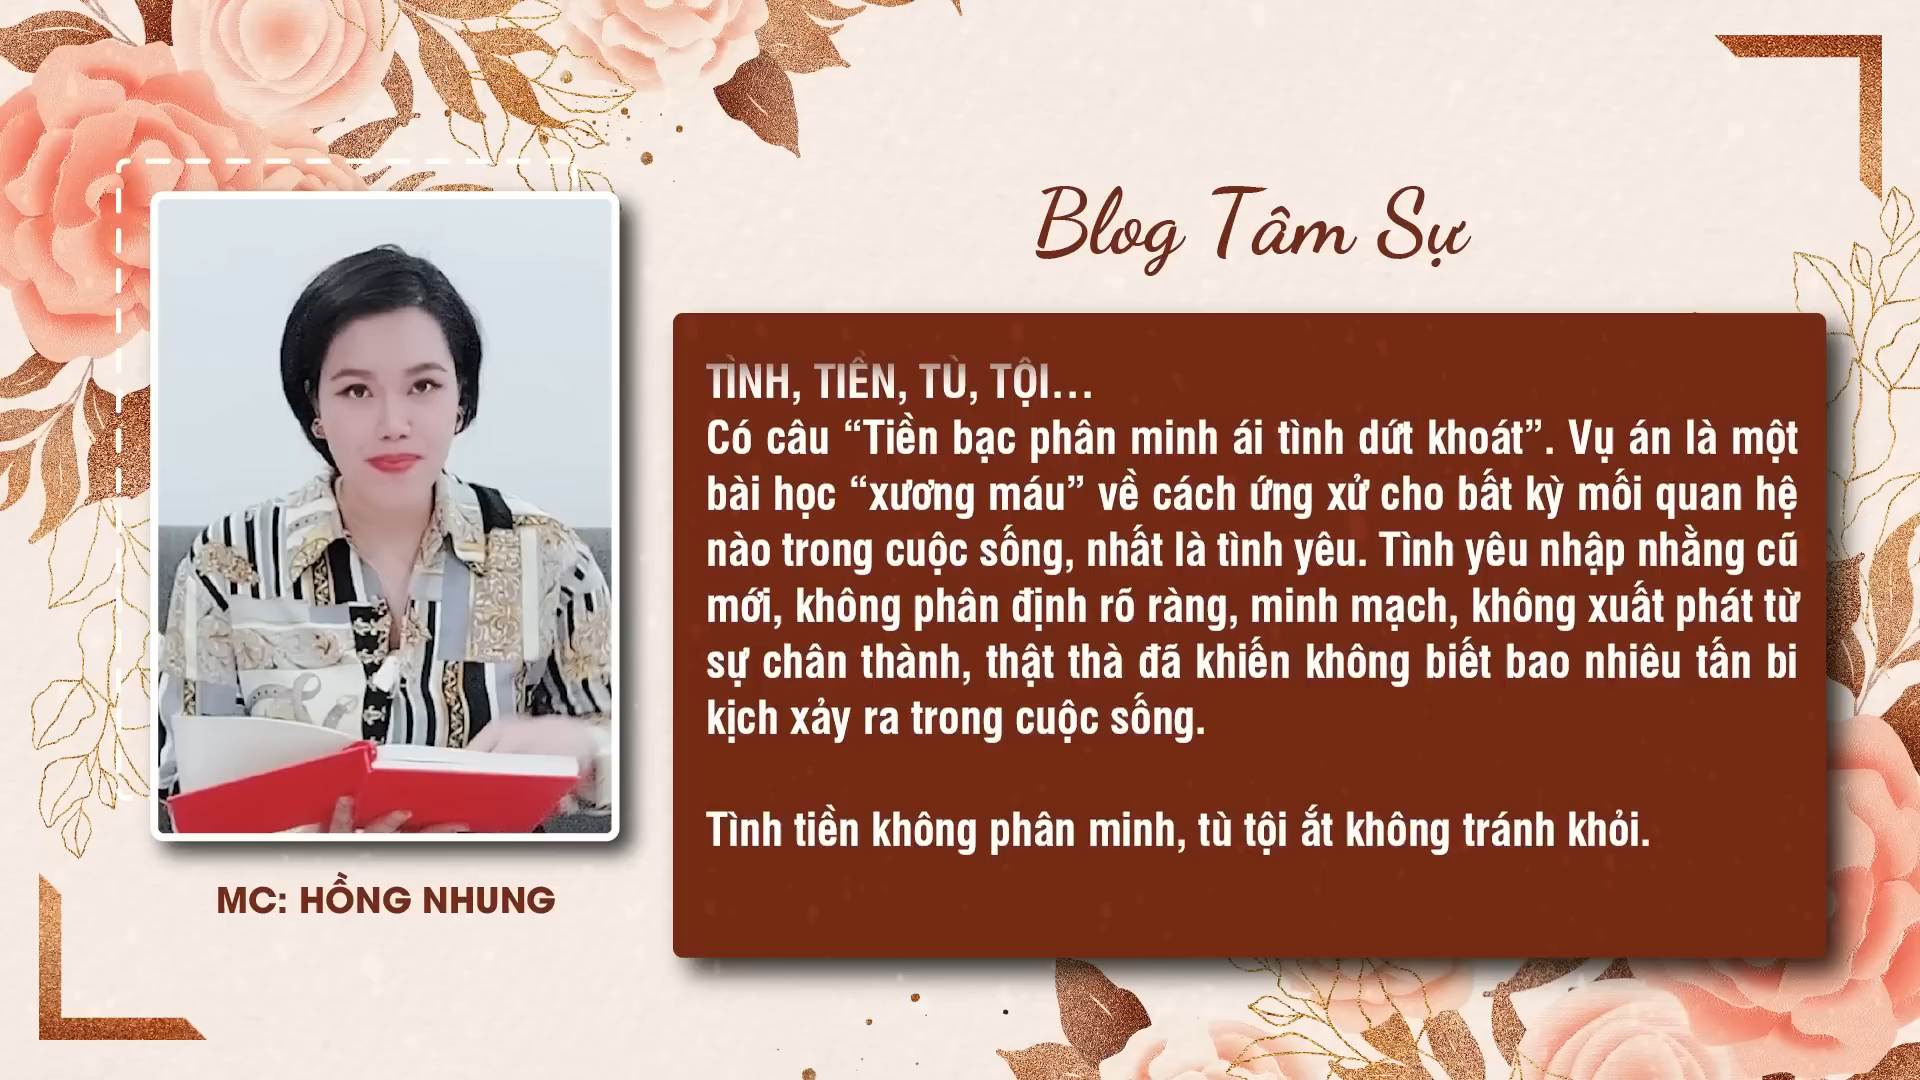 Blog Tâm Sự
TÌNH, TIỀN, TÙ, TỘI...
Có câu “Tiền bạc phân minh ái tình dứt khoát”. Vụ án là một
bài học “xương máu” về cách ứng xử cho bất kỳ mối quan hệ
nào trong cuộc sống, nhất là tình yêu. Tình yêu nhập nhằng cũ
mới, không phân định rõ ràng, minh mạch, không xuất phát từ
sự chân thành, thật thà đã khiến không biết bao nhiêu tấn bi
kịch xảy ra trong cuộc sống.
Tình tiền không phân minh, tù tội ắt không tránh khỏi.
MC: HỒNG NHUNG